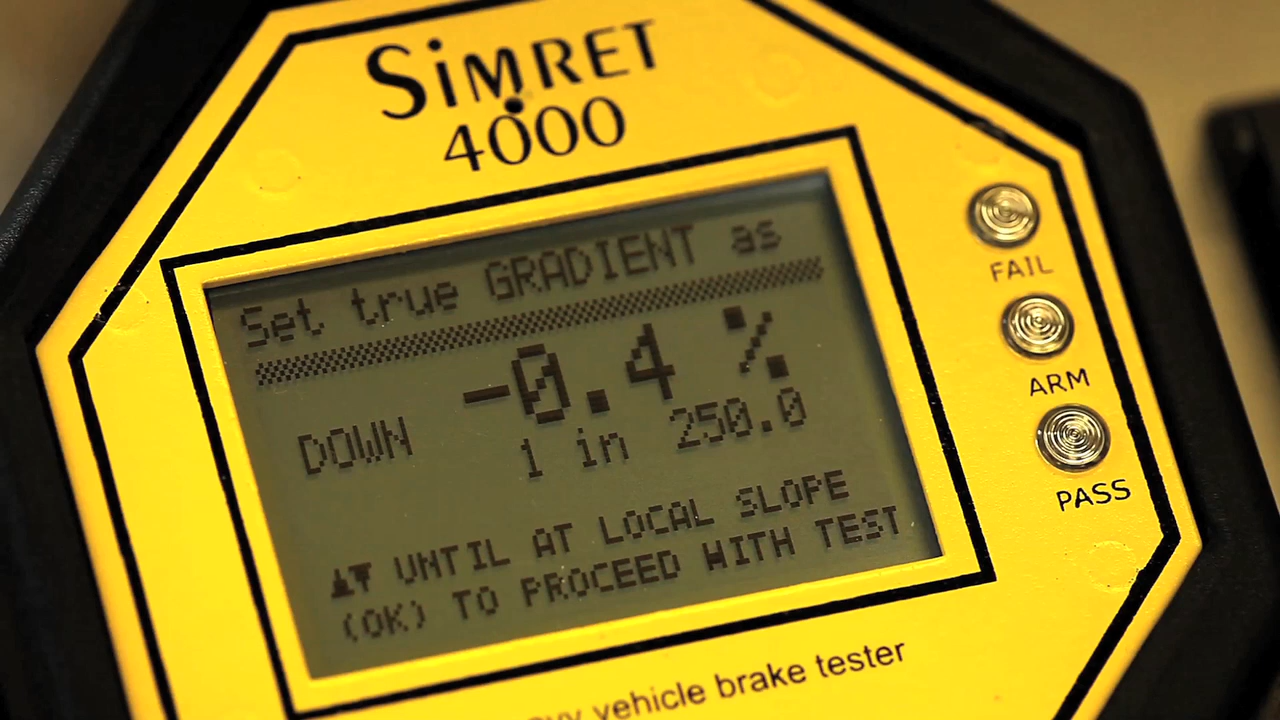 SiMRET
4000
Set true GRADIENT as
-0.4 %
DOWN 1 in 250.0
▲▼ UNTIL AT LOCAL SLOPE
(OK) TO PROCEED WITH TEST
FAIL
ARM
PASS
vehicle brake tester